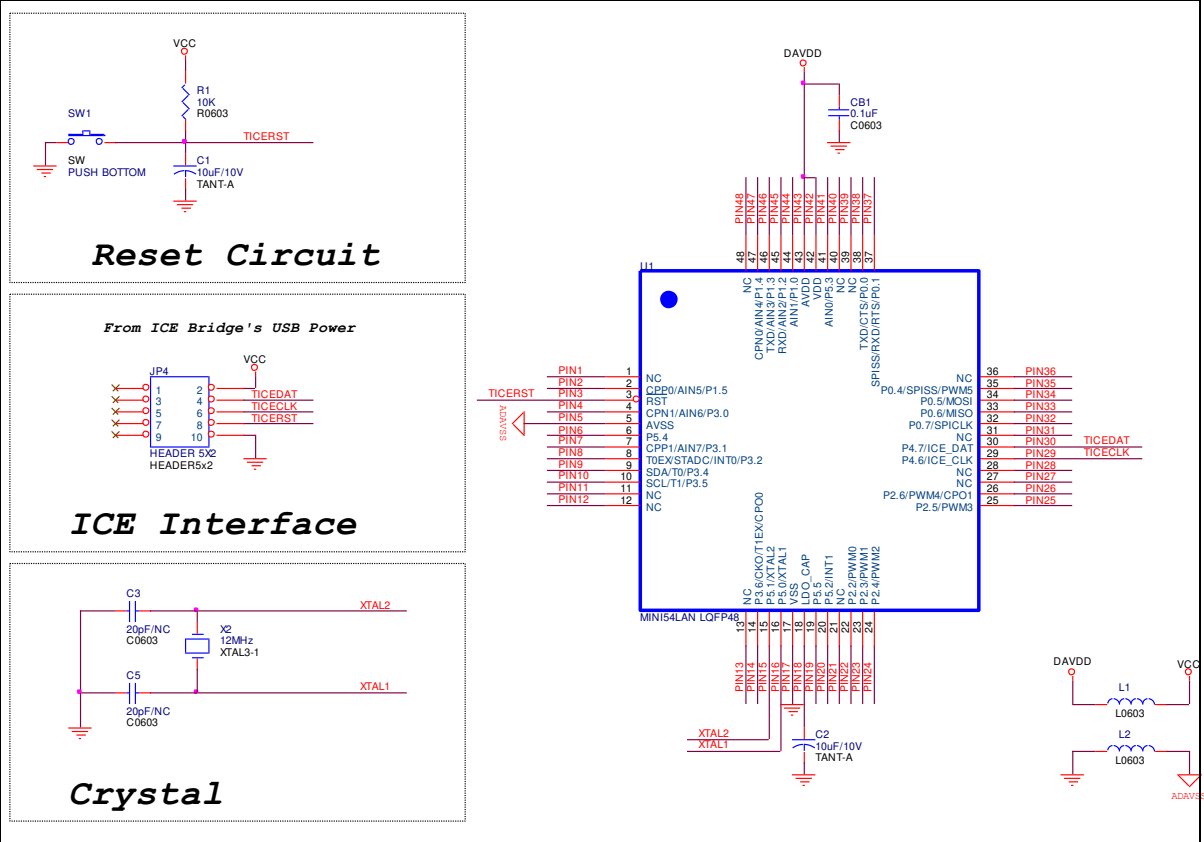 VCC
R1
10K
R0603
SW1
TICERST
SW
PUSH BOTTOM
C1
10uF/10V
TANT-A
Reset Circuit
From ICE Bridge's USB Power
VCC
JP4
1 2
3 4 TICEDAT
5 6 TICECLK
7 8 TICERST
9 10
HEADER 5X2
HEADER5x2
ICE Interface
C3
XTAL2
20pF/NC
C0603
X2
12MHz
XTAL3-1
C5
XTAL1
20pF/NC
C0603
Crystal
DAVDD
CB1
0.1uF
C0603
PIN48
PIN47
PIN46
PIN45
PIN44
PIN43
PIN42
PIN41
PIN40
PIN39
PIN38
PIN37
48
47
46
45
44
43
42
41
40
39
38
37
U1
NC
CPN0/AIN4/P1.4
TXD/AIN3/P1.3
RXD/AIN2/P1.2
AIN1/P1.0
AVDD
VDD
AIN0/P5.3
NC
NC
TXD/CTS/P0.0
SPISS/RXD/RTS/P0.1
PIN1 1 NC
PIN2 2 CPP0/AIN5/P1.5
TICERST PIN3 3 RST
PIN4 4 CPN1/AIN6/P3.0
ADAVSS PIN5 5 AVSS
PIN6 6 P5.4
PIN7 7 CPP1/AIN7/P3.1
PIN8 8 T0EX/STADC/INT0/P3.2
PIN9 9 SDA/T0/P3.4
PIN10 10 SCL/T1/P3.5
PIN11 11 NC
PIN12 12 NC
NC 36 PIN36
P0.4/SPISS/PWM5 35 PIN35
P0.5/MOSI 34 PIN34
P0.6/MISO 33 PIN33
P0.7/SPICLK 32 PIN32
NC 31 PIN31
P4.7/ICE_DAT 30 PIN30 TICEDAT
P4.6/ICE_CLK 29 PIN29 TICECLK
NC 28 PIN28
NC 27 PIN27
P2.6/PWM4/CPO1 26 PIN26
P2.5/PWM3 25 PIN25
NC
P3.6/CKO/T1EX/CPO0
P5.1/XTAL2
P5.0/XTAL1
VSS
LDO_CAP
P5.5
P5.2/INT1
NC
P2.2/PWM0
P2.3/PWM1
P2.4/PWM2
MINI54LAN LQFP48
13
14
15
16
17
18
19
20
21
22
23
24
PIN13
PIN14
PIN15
PIN16
PIN17
PIN18
PIN19
PIN20
PIN21
PIN22
PIN23
PIN24
XTAL2
XTAL1
C2
10uF/10V
TANT-A
DAVDD
VCC
L1
L0603
L2
L0603
ADAVSS